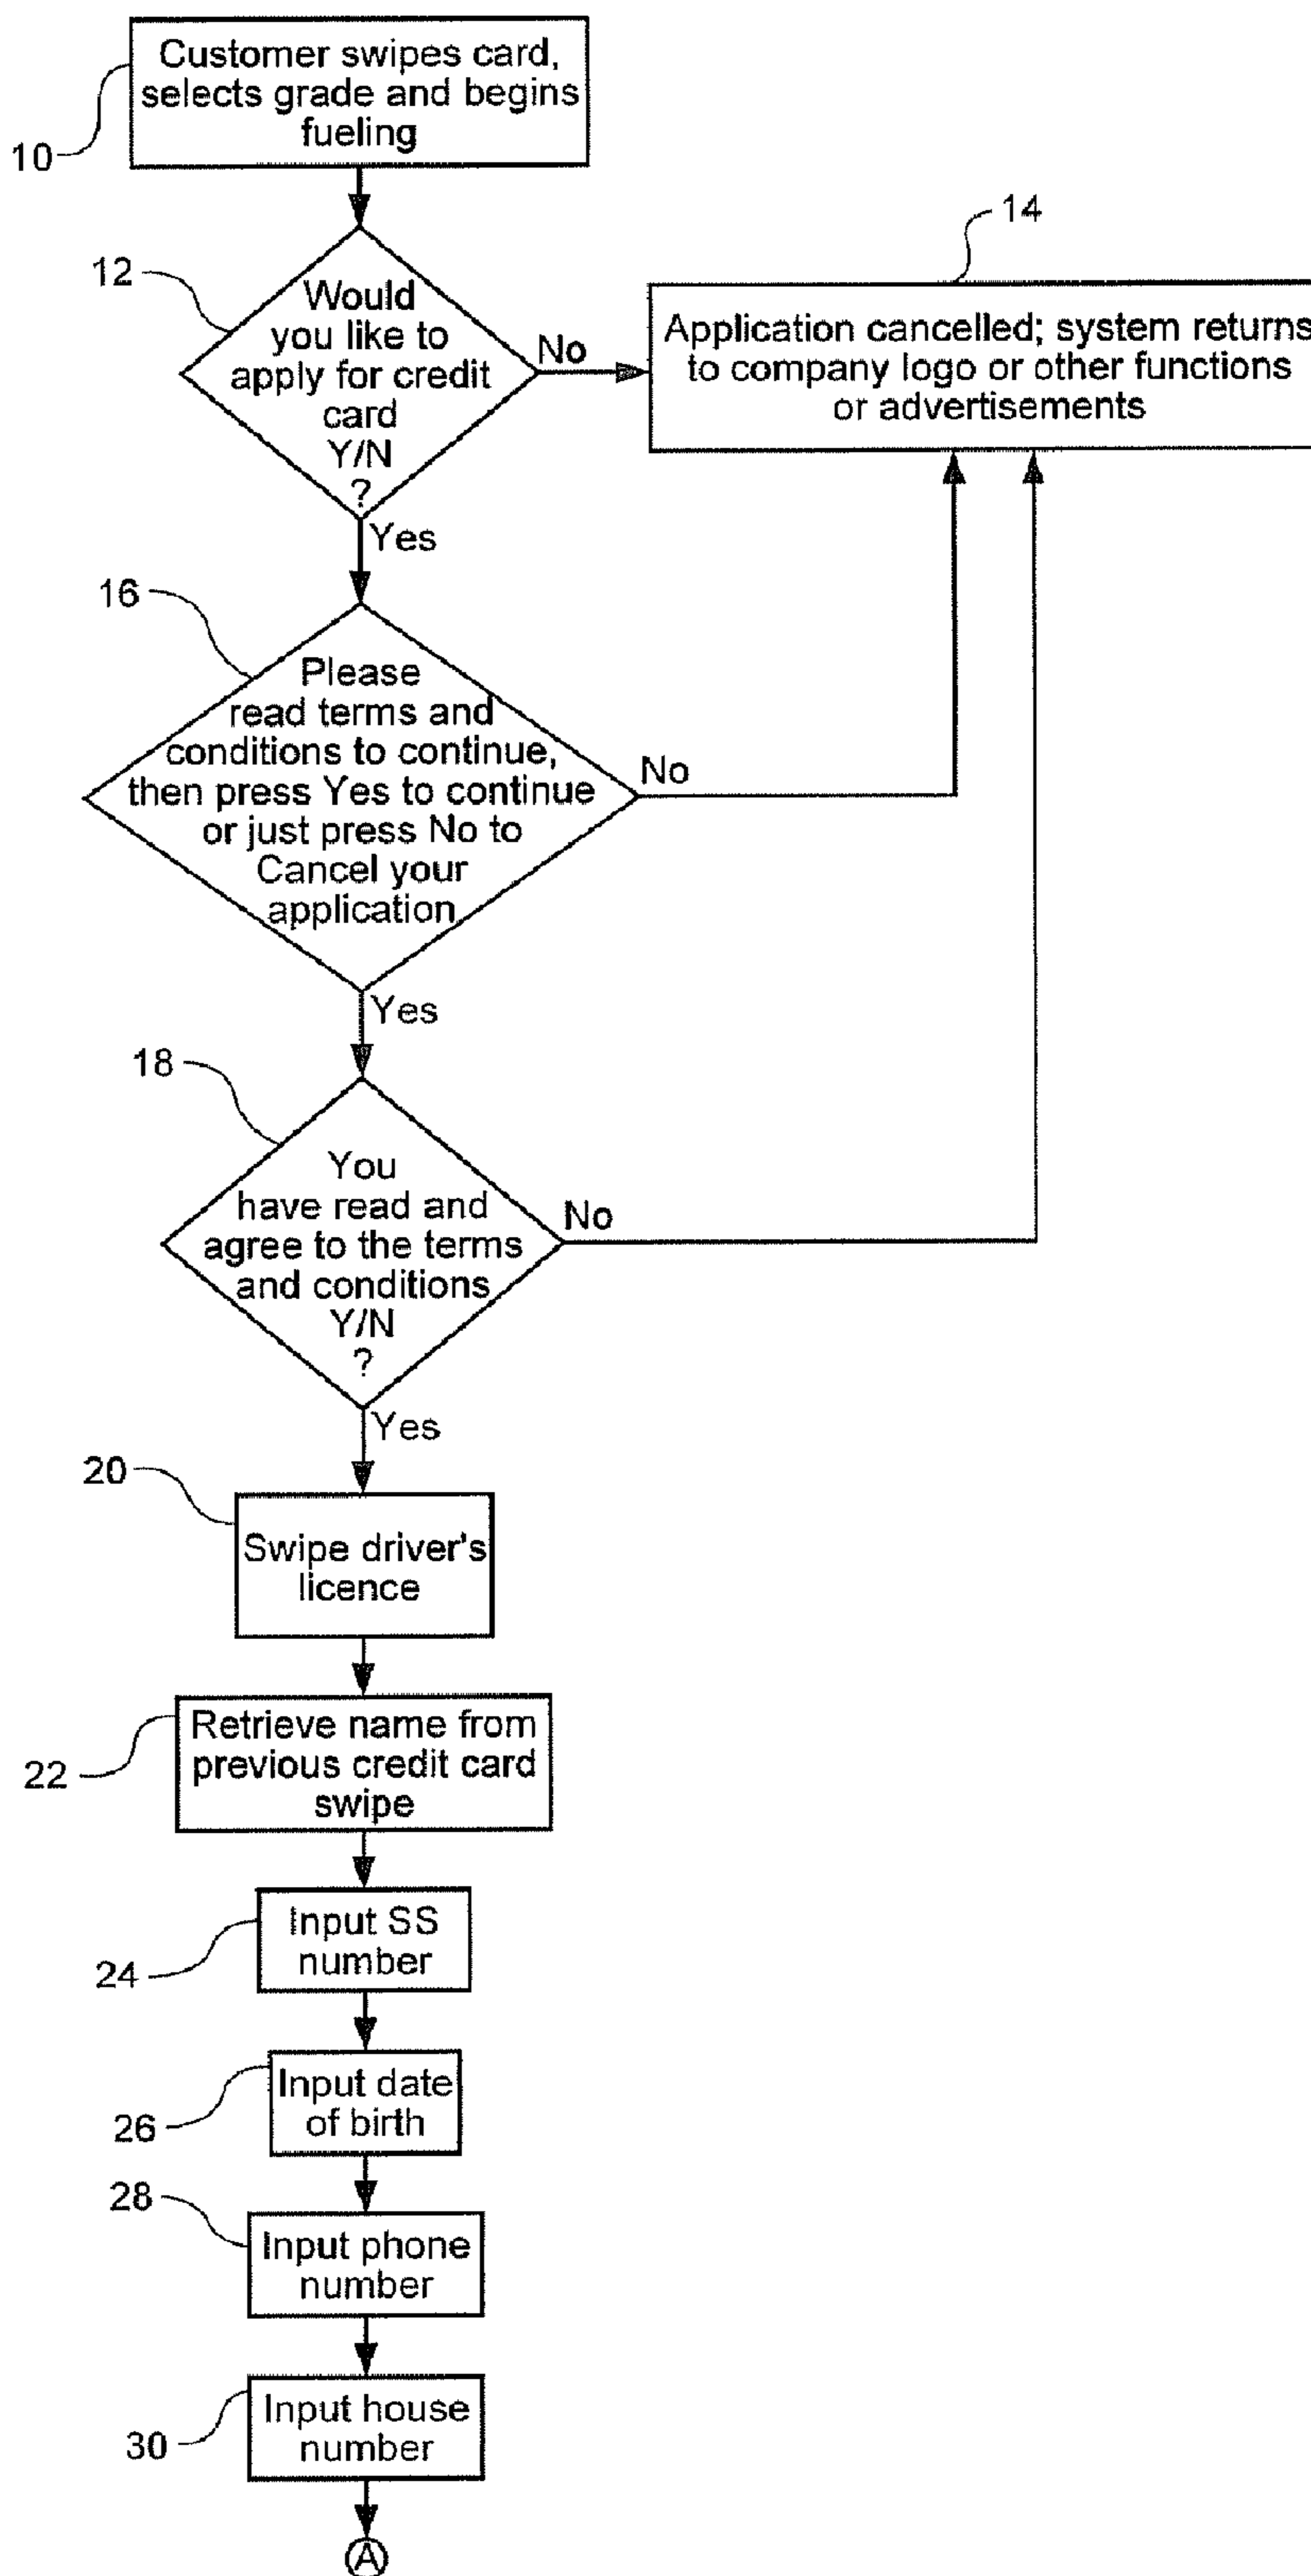 Customer swipes card,
selects grade and begins
fueling
10
14
12
Would
you like to
apply for credit
card
Y/N
?
No
Application cancelled; system returns
to company logo or other functions
or advertisements
Yes
16
Please
read terms and
conditions to continue,
then press Yes to continue
or just press No to
Cancel your
application
No
Yes
18
You
have read and
agree to the terms
and conditions
Y/N
?
No
Yes
20
Swipe driver's
licence
22
Retrieve name from
previous credit card
swipe
24
Input SS
number
26
Input date
of birth
28
Input phone
number
30
Input house
number
A